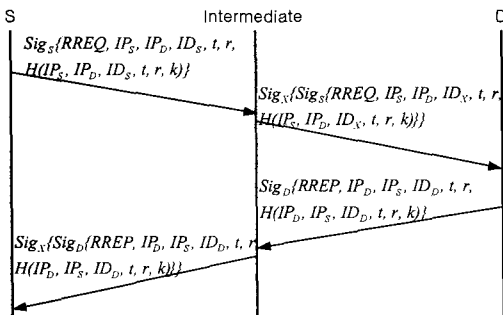 S Intermediate D
Sig_S{RREQ, IP_S, IP_D, ID_S, t, r,
H(IP_S, IP_D, ID_S, t, r, k)}
Sig_X{Sig_S{RREQ, IP_S, IP_D, ID_X, t, r,
H(IP_S, IP_D, ID_X, t, r, k)}}
Sig_D{RREP, IP_D, IP_S, ID_D, t, r,
H(IP_D, IP_S, ID_D, t, r, k)}
Sig_X{Sig_D{RREP, IP_D, IP_S, ID_D, t, r
H(IP_D, IP_S, ID_D, t, r, k)}}